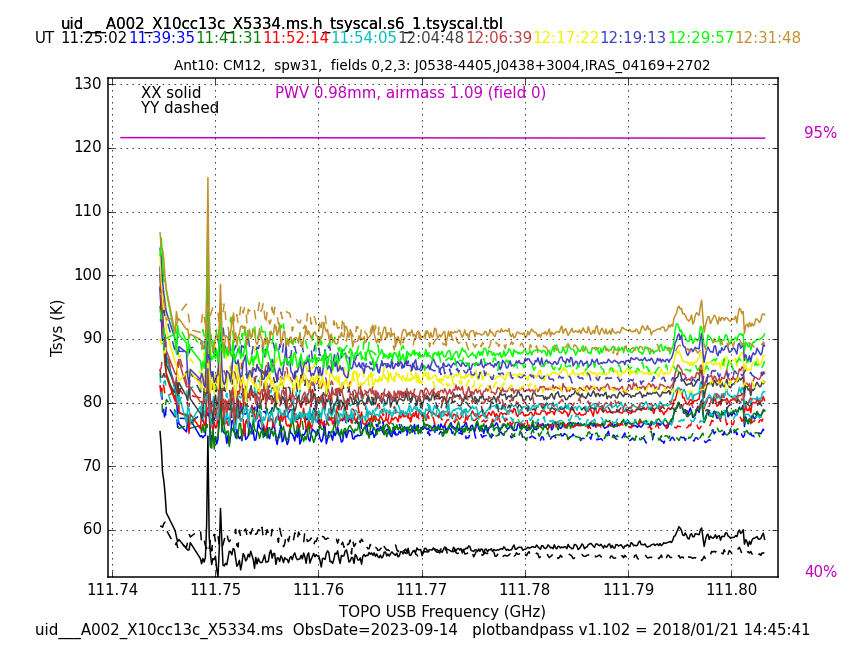 uid___A002_X10cc13c_X5334.ms.h_tsyscal.s6_1.tsyscal.tbl
UT 11:25:02 11:39:35 11:41:31 11:52:14 11:54:05 12:04:48 12:06:39 12:17:22 12:19:13 12:29:57 12:31:48
Ant10: CM12, spw31, fields 0,2,3: J0538-4405,J0438+3004,IRAS_04169+2702
XX solid PWV 0.98mm, airmass 1.09 (field 0)
YY dashed
130
120
110
100
90
80
70
60
Tsys (K)
95%
40%
111.74 111.75 111.76 111.77 111.78 111.79 111.80
TOPO USB Frequency (GHz)
uid___A002_X10cc13c_X5334.ms ObsDate=2023-09-14 plotbandpass v1.102 = 2018/01/21 14:45:41